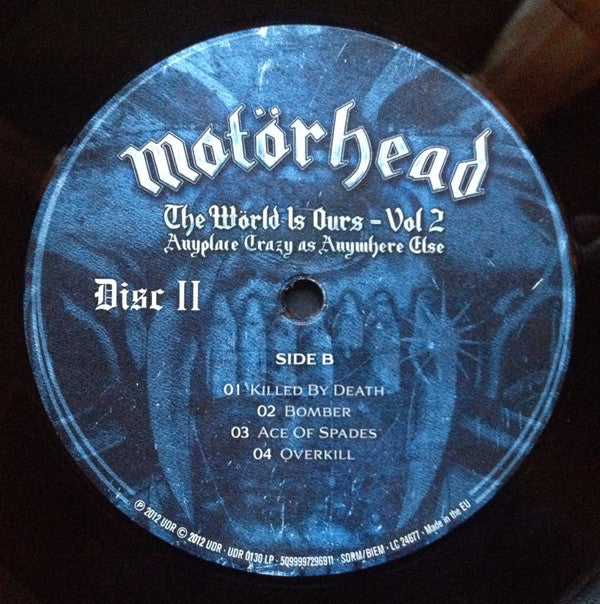 motörhead
The Wörld Is Ours - Vol 2
Anyplace Crazy as Anywhere Else
Disc II
SIDE B
01 KILLED BY DEATH
02 BOMBER
03 ACE OF SPADES
04 OVERKILL
℗ 2012 UDR © 2012 UDR · UDR 0130 LP · 5099997296911 · SDRM/BIEM · LC 24677 · Made in the EU